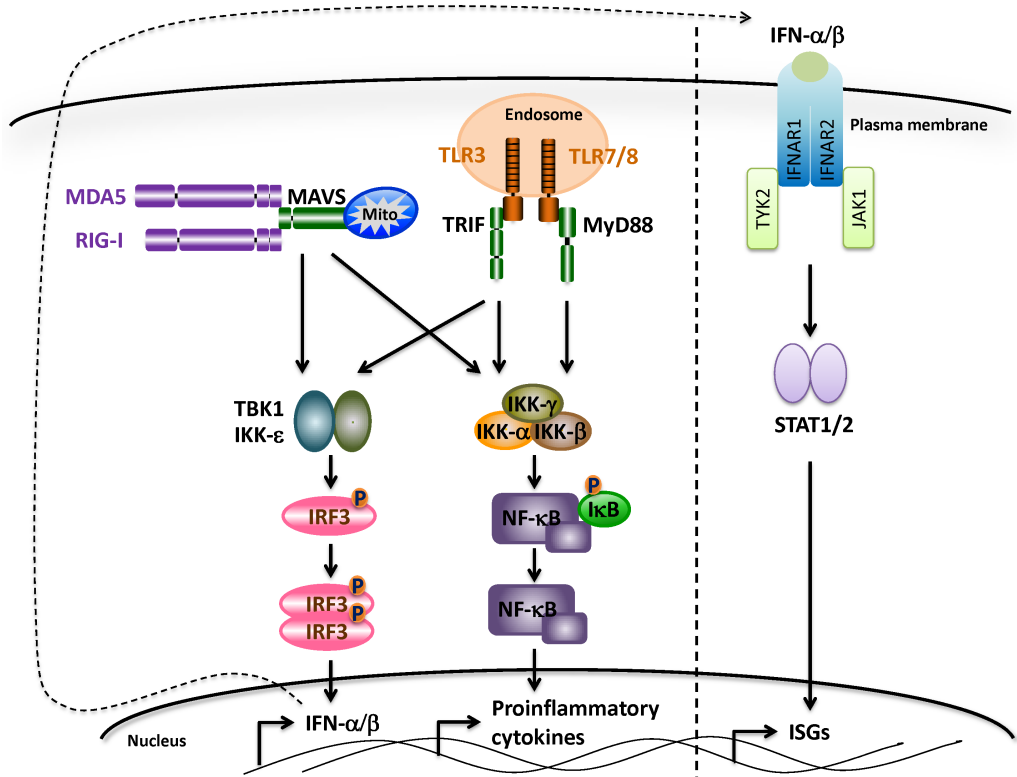 IFN-α/β
Endosome
Plasma membrane
IFNAR1
IFNAR2
TLR3
TLR7/8
MDA5
MAVS
Mito
TYK2
JAK1
TRIF
MyD88
RIG-I
TBK1
IKK-ε
IKK-γ
IKK-α
IKK-β
STAT1/2
P
IRF3
P
NF-κB
IκB
P
IRF3
P
IRF3
NF-κB
Nucleus
IFN-α/β
Proinflammatory
cytokines
ISGs